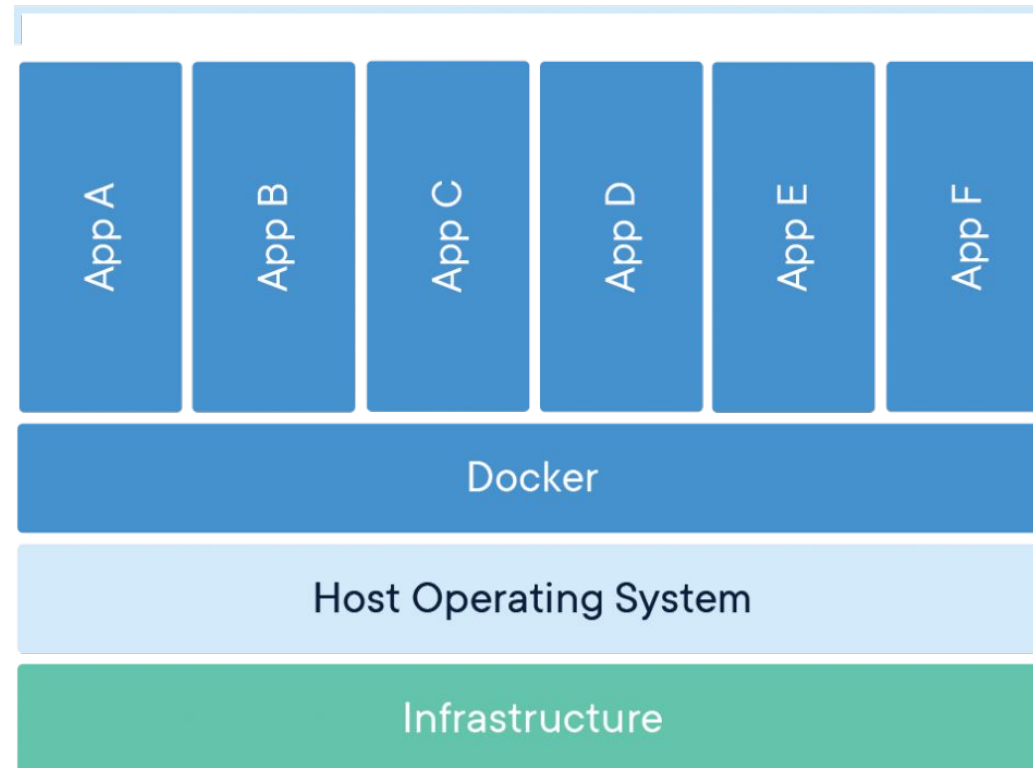 App A
App B
App C
App D
App E
App F
Docker
Host Operating System
Infrastructure